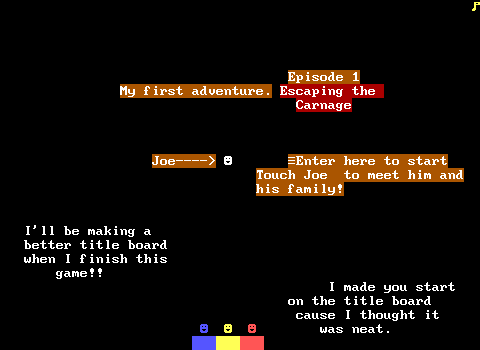 Episode 1
My first adventure. Escaping the
Carnage
Joe----> ☻ ≡Enter here to start
Touch Joe  to meet him and
his family!
I'll be making a
better title board
when I finish this
game!!
I made you start
on the title board
cause I thought it
was neat.